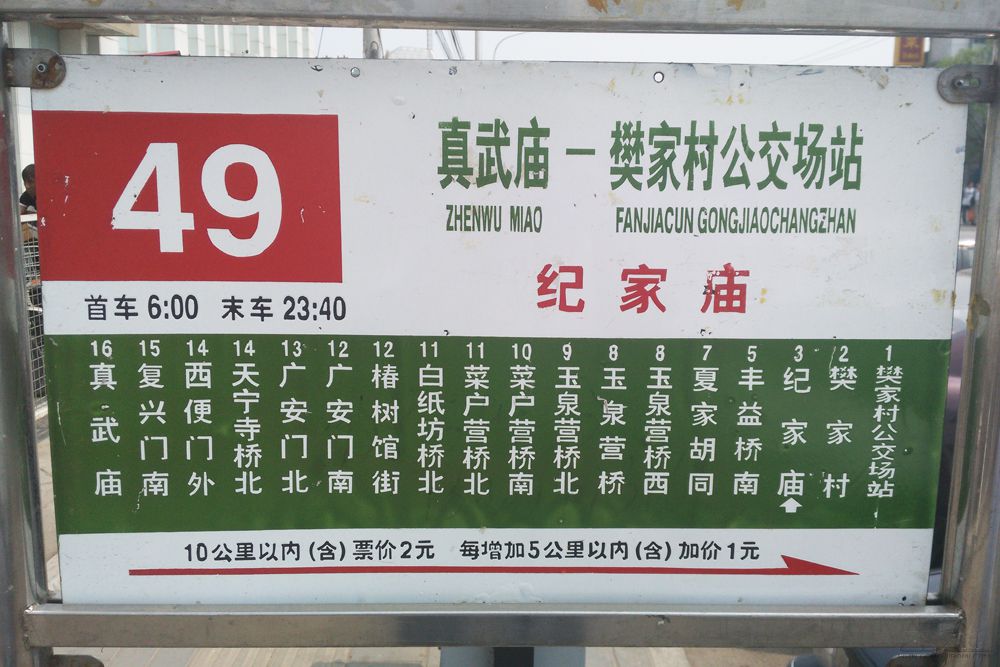 49
真武庙 — 樊家村公交场站
ZHENWU MIAO FANJIACUN GONGJIAOCHANGZHAN
纪家庙
首车 6:00 末车 23:40
16 真武庙
15 复兴门南
14 西便门外
14 天宁寺桥北
13 广安门北
12 广安门南
12 椿树馆街
11 白纸坊桥北
11 菜户营桥北
10 菜户营桥南
9 玉泉营桥北
8 玉泉营桥
8 玉泉营桥西
7 夏家胡同
5 丰益桥南
3 纪家庙
2 樊家村
1 樊家村公交场站
10公里以内(含)票价2元 每增加5公里以内(含)加价1元